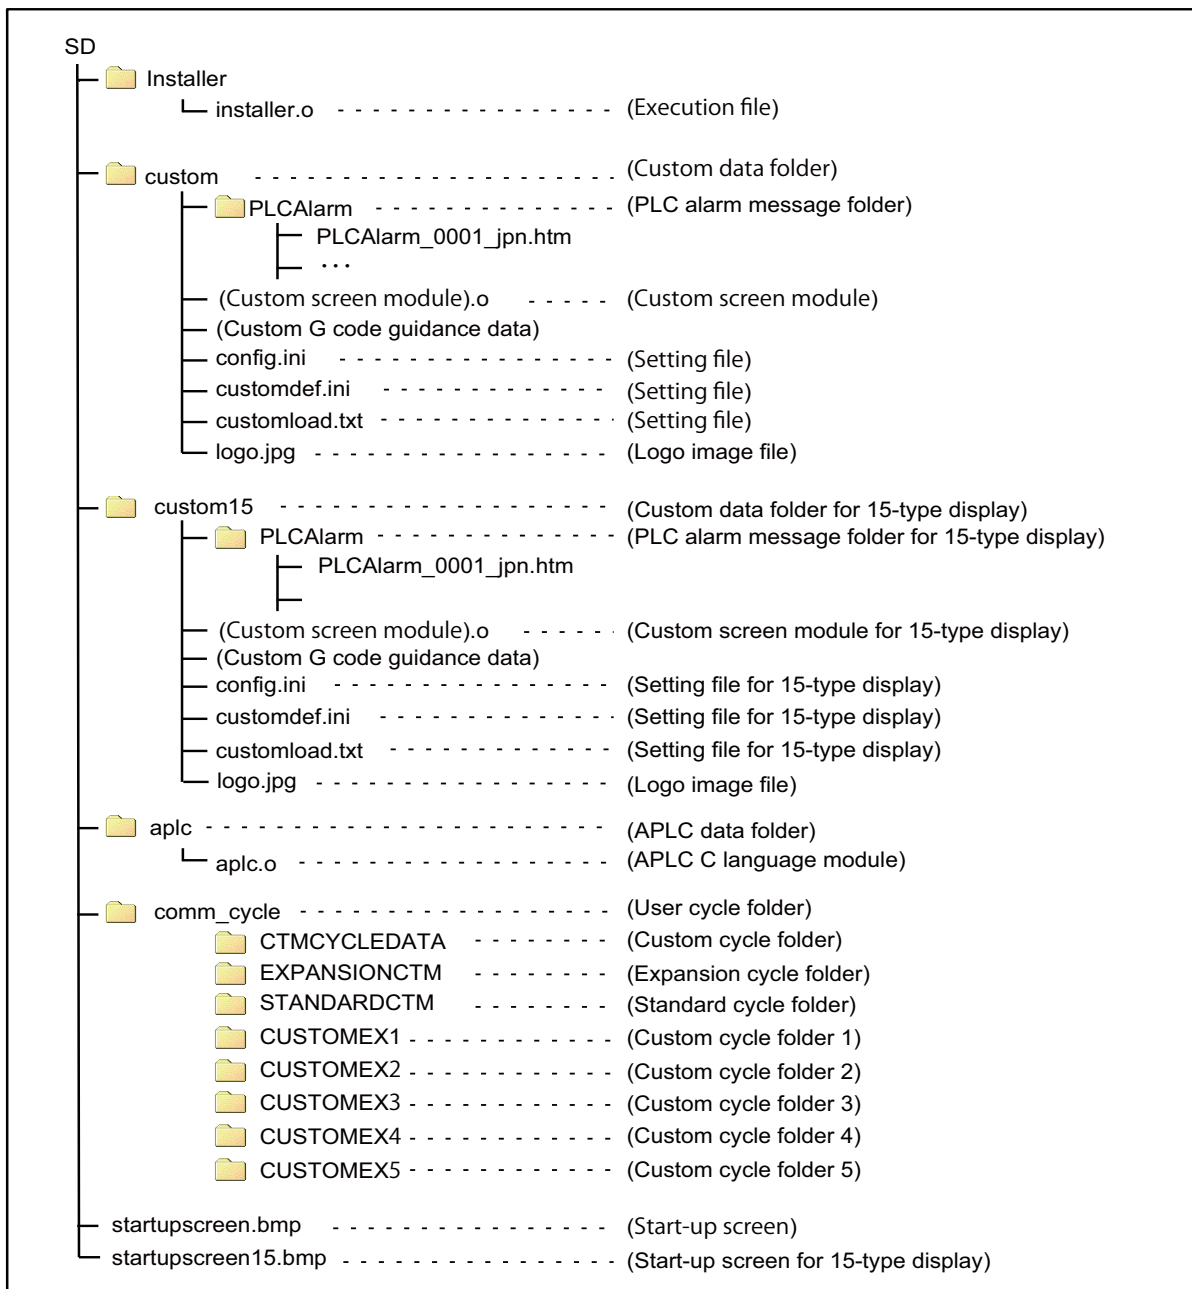 SD
Installer
installer.o - - - - - - - - - - - - - - - - (Execution file)
custom - - - - - - - - - - - - - - - - - - - - - (Custom data folder)
PLCAlarm - - - - - - - - - - - - - - (PLC alarm message folder)
PLCAlarm_0001_jpn.htm
...
(Custom screen module).o - - - - - (Custom screen module)
(Custom G code guidance data)
config.ini - - - - - - - - - - - - - - - - (Setting file)
customdef.ini - - - - - - - - - - - - - (Setting file)
customload.txt - - - - - - - - - - - - - - (Setting file)
logo.jpg - - - - - - - - - - - - - - - - - (Logo image file)
custom15 - - - - - - - - - - - - - - - - - - - - (Custom data folder for 15-type display)
PLCAlarm - - - - - - - - - - - - - - (PLC alarm message folder for 15-type display)
PLCAlarm_0001_jpn.htm
(Custom screen module).o - - - - - - (Custom screen module for 15-type display)
(Custom G code guidance data)
config.ini - - - - - - - - - - - - - - - - (Setting file for 15-type display)
customdef.ini - - - - - - - - - - - - - (Setting file for 15-type display)
customload.txt - - - - - - - - - - - - - (Setting file for 15-type display)
logo.jpg - - - - - - - - - - - - - - - - - (Logo image file)
aplc - - - - - - - - - - - - - - - - - - - - - - - (APLC data folder)
aplc.o - - - - - - - - - - - - - - - - - - (APLC C language module)
comm_cycle - - - - - - - - - - - - - - - - - - (User cycle folder)
CTMCYCLEDATA - - - - - - - - (Custom cycle folder)
EXPANSIONCTM - - - - - - - - (Expansion cycle folder)
STANDARDCTM - - - - - - - - (Standard cycle folder)
CUSTOMEX1 - - - - - - - - - - - - (Custom cycle folder 1)
CUSTOMEX2 - - - - - - - - - - - - (Custom cycle folder 2)
CUSTOMEX3 - - - - - - - - - - - - (Custom cycle folder 3)
CUSTOMEX4 - - - - - - - - - - - - (Custom cycle folder 4)
CUSTOMEX5 - - - - - - - - - - - - (Custom cycle folder 5)
startupscreen.bmp - - - - - - - - - - - - - - - - (Start-up screen)
startupscreen15.bmp - - - - - - - - - - - - - - - - (Start-up screen for 15-type display)